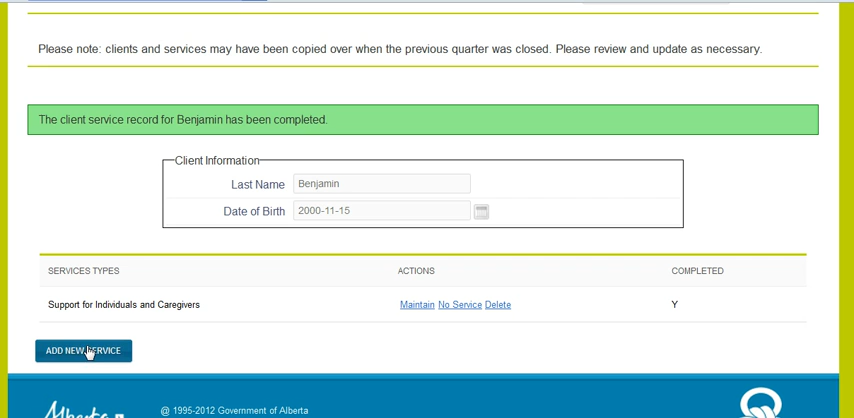 Please note: clients and services may have been copied over when the previous quarter was closed. Please review and update as necessary.
The client service record for Benjamin has been completed.
Client Information
Last Name Benjamin
Date of Birth 2000-11-15
SERVICES TYPES ACTIONS COMPLETED
Support for Individuals and Caregivers Maintain No Service Delete Y
ADD NEW SERVICE
Alberta @ 1995-2012 Government of Alberta